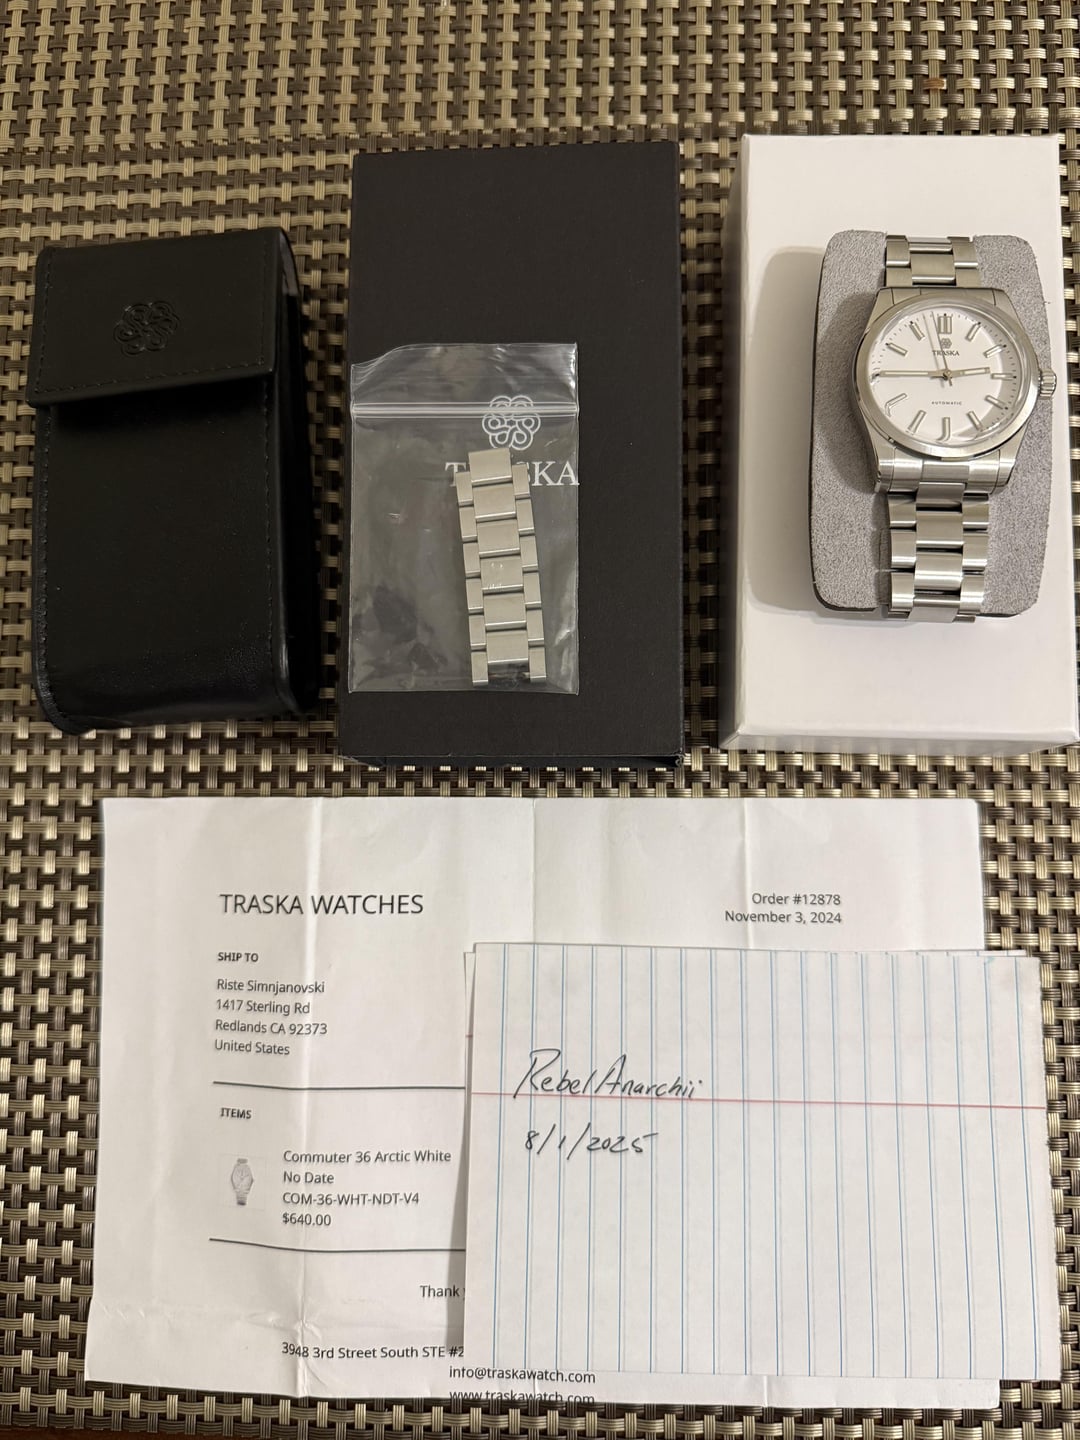 TRASKA
TRASKA
AUTOMATIC
TRASKA WATCHES
Order #12878
November 3, 2024
SHIP TO
Riste Simnjanovski
1417 Sterling Rd
Redlands CA 92373
United States
ITEMS
Commuter 36 Arctic White
No Date
COM-36-WHT-NDT-V4
$640.00
Thank
3948 3rd Street South STE #2
info@traskawatch.com
www.traskawatch.com
RebelAnarchii
8/1/2025